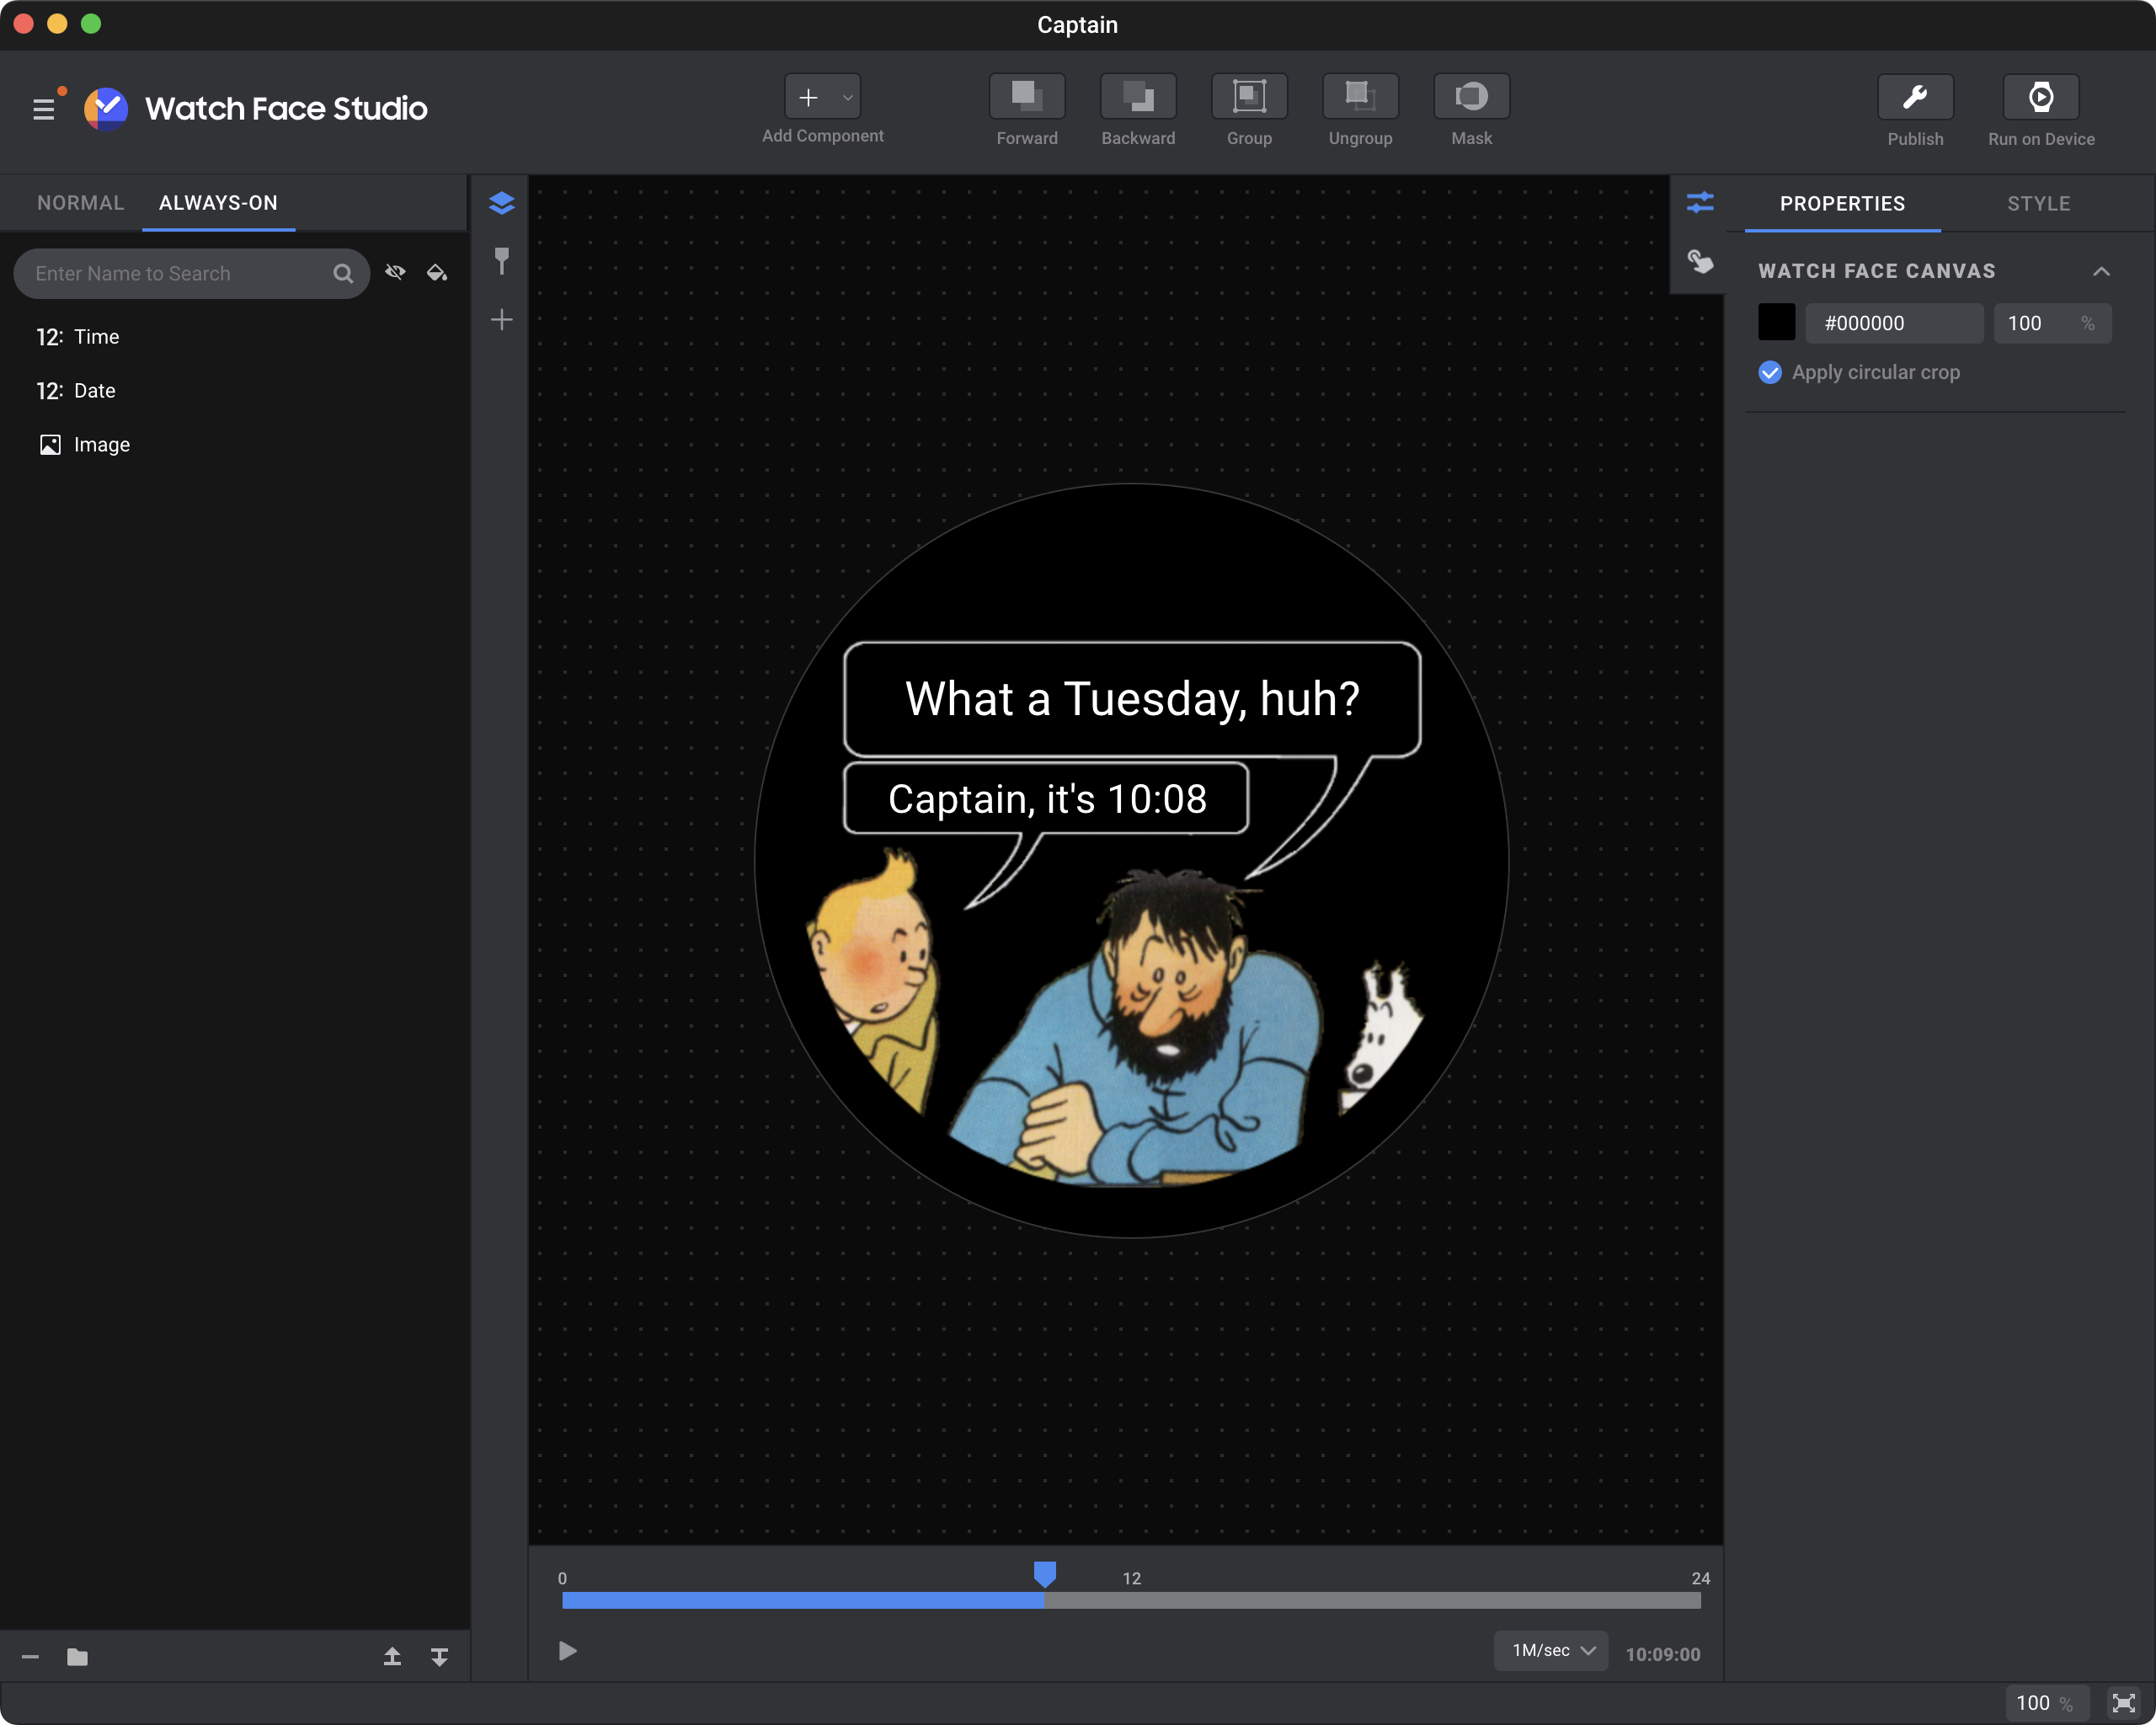 Captain
Watch Face Studio
Add Component
Forward
Backward
Group
Ungroup
Mask
Publish
Run on Device
NORMAL
ALWAYS-ON
PROPERTIES
STYLE
Enter Name to Search
12: Time
12: Date
Image
WATCH FACE CANVAS
#000000
100 %
Apply circular crop
What a Tuesday, huh?
Captain, it's 10:08
0
12
24
1M/sec
10:09:00
100 %